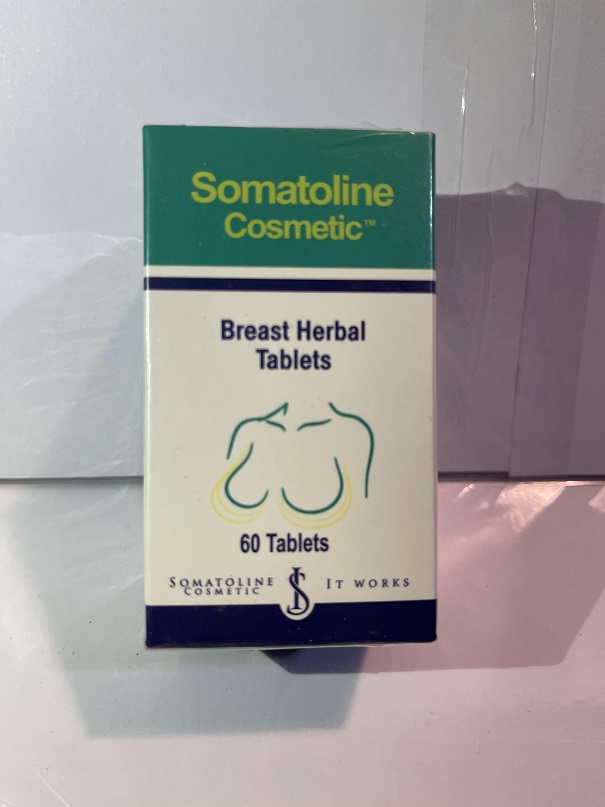 Somatoline
Cosmetic™
Breast Herbal
Tablets
60 Tablets
SOMATOLINE
COSMETIC
IT WORKS